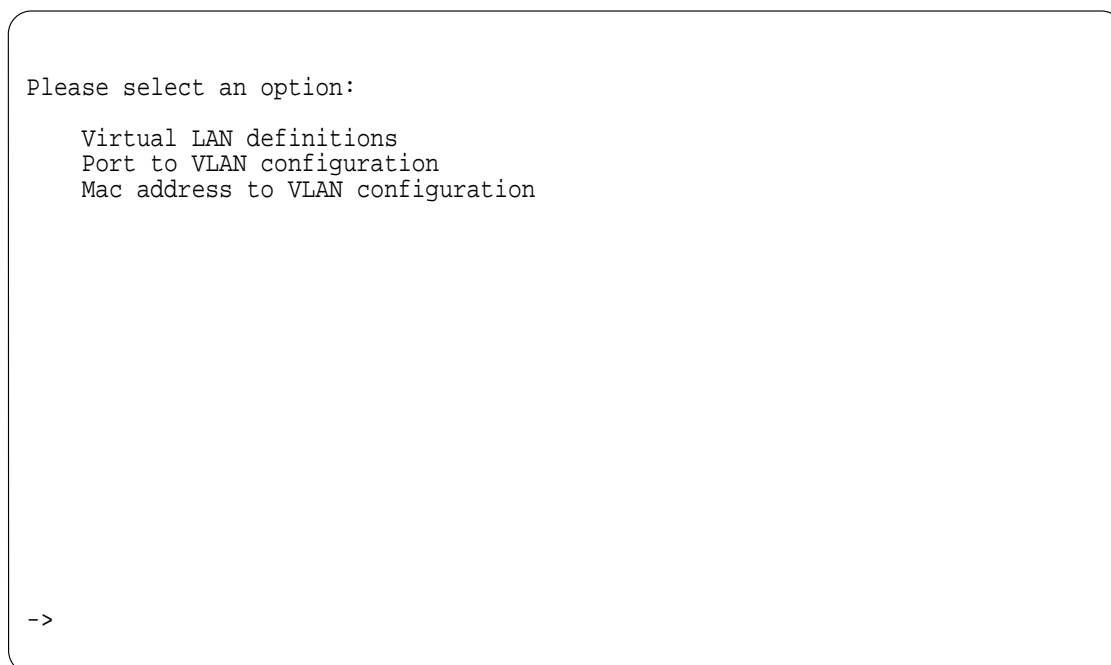 Please select an option:
Virtual LAN definitions
Port to VLAN configuration
Mac address to VLAN configuration
->